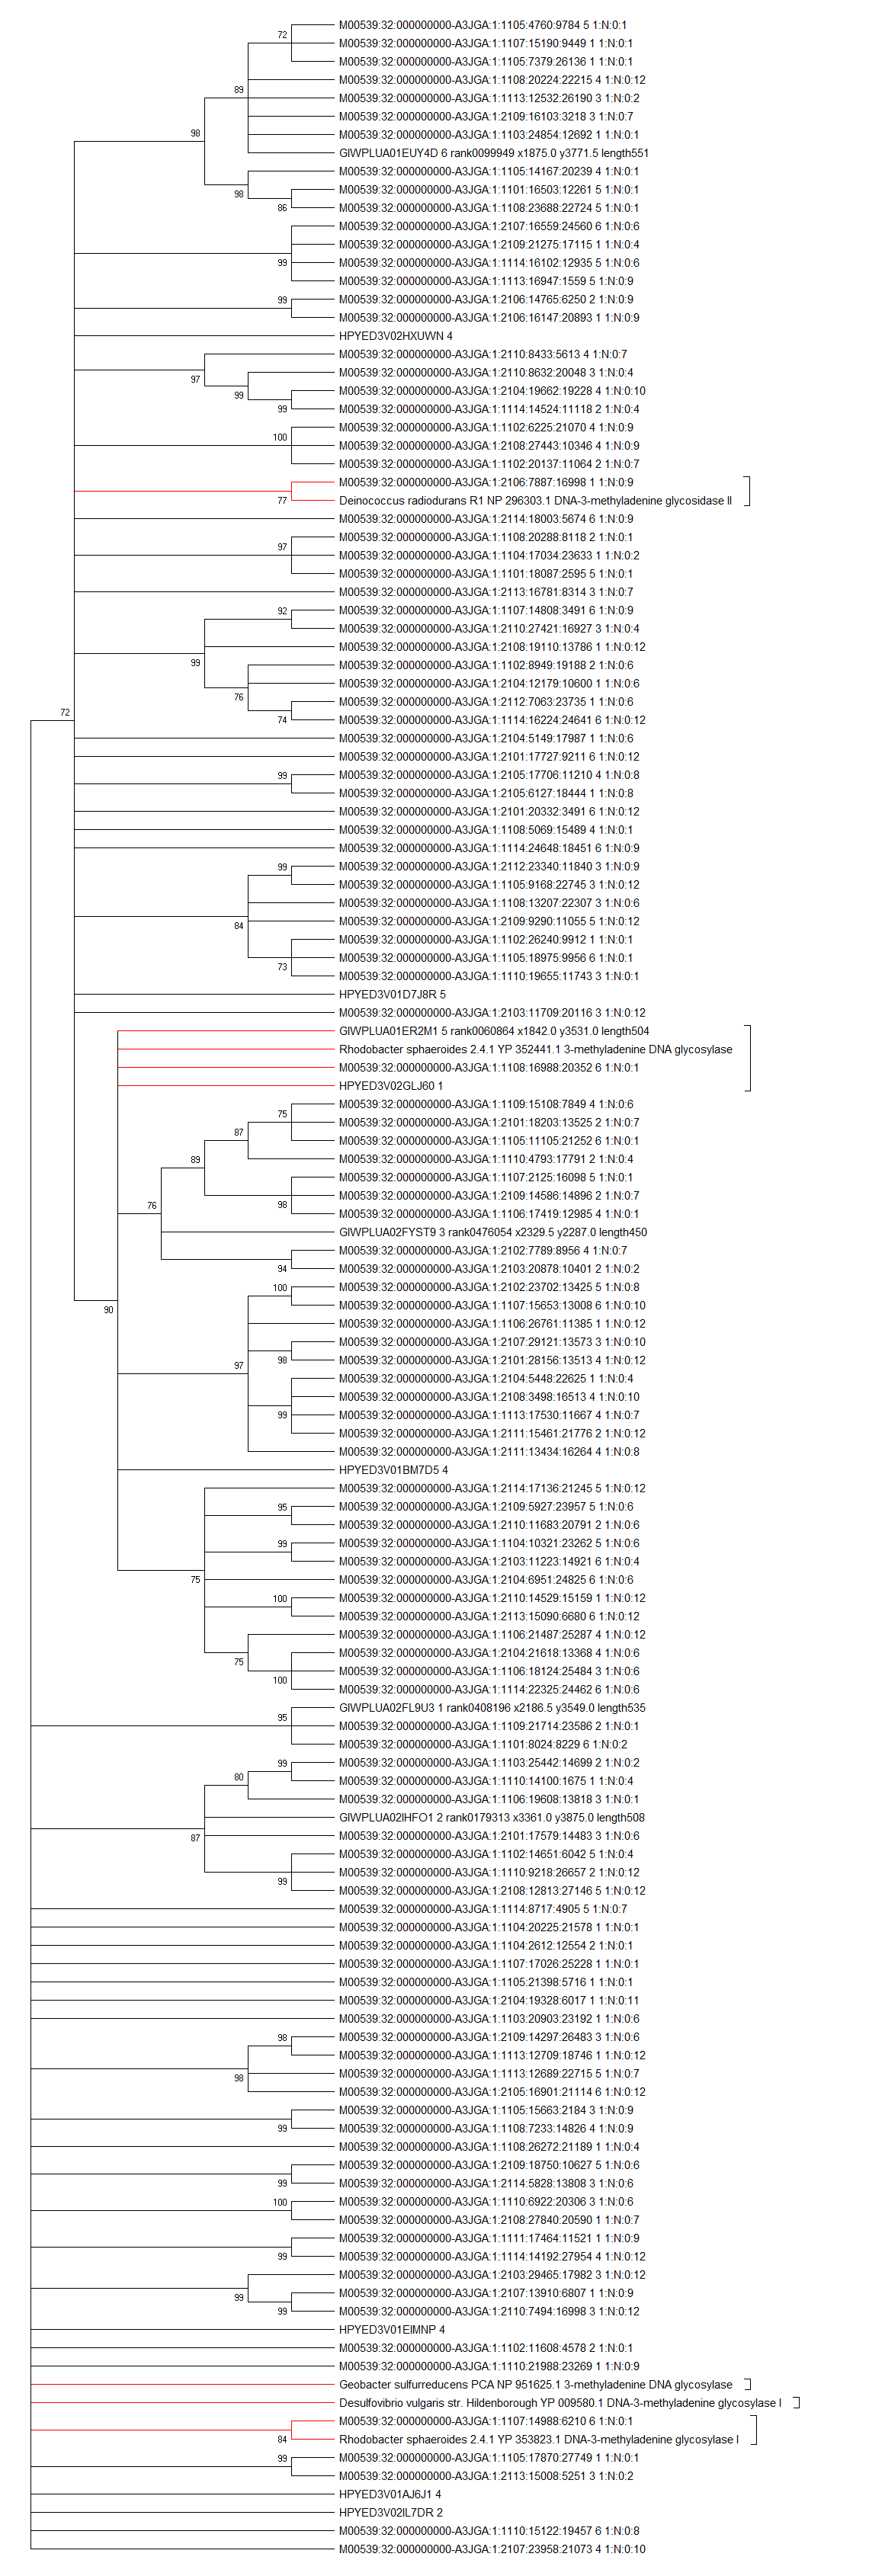 M00539:32:000000000-A3JGA:1:1105:4760:9784 5 1:N:0:1
72
M00539:32:000000000-A3JGA:1:1107:15190:9449 1 1:N:0:1
M00539:32:000000000-A3JGA:1:1105:7379:26136 1 1:N:0:1
M00539:32:000000000-A3JGA:1:1108:20224:22215 4 1:N:0:12
89
M00539:32:000000000-A3JGA:1:1113:12532:26190 3 1:N:0:2
M00539:32:000000000-A3JGA:1:2109:16103:3218 3 1:N:0:7
98
M00539:32:000000000-A3JGA:1:1103:24854:12692 1 1:N:0:1
GIWPLUA01EUY4D 6 rank0099949 x1875.0 y3771.5 length551
M00539:32:000000000-A3JGA:1:1105:14167:20239 4 1:N:0:1
98
M00539:32:000000000-A3JGA:1:1101:16503:12261 5 1:N:0:1
86
M00539:32:000000000-A3JGA:1:1108:23688:22724 5 1:N:0:1
M00539:32:000000000-A3JGA:1:2107:16559:24560 6 1:N:0:6
M00539:32:000000000-A3JGA:1:2109:21275:17115 1 1:N:0:4
99
M00539:32:000000000-A3JGA:1:1114:16102:12935 5 1:N:0:6
M00539:32:000000000-A3JGA:1:1113:16947:1559 5 1:N:0:9
99
M00539:32:000000000-A3JGA:1:2106:14765:6250 2 1:N:0:9
M00539:32:000000000-A3JGA:1:2106:16147:20893 1 1:N:0:9
HPYED3V02HXUWN 4
M00539:32:000000000-A3JGA:1:2110:8433:5613 4 1:N:0:7
97
M00539:32:000000000-A3JGA:1:2110:8632:20048 3 1:N:0:4
99
M00539:32:000000000-A3JGA:1:2104:19662:19228 4 1:N:0:10
99
M00539:32:000000000-A3JGA:1:1114:14524:11118 2 1:N:0:4
M00539:32:000000000-A3JGA:1:1102:6225:21070 4 1:N:0:9
100
M00539:32:000000000-A3JGA:1:2108:27443:10346 4 1:N:0:9
M00539:32:000000000-A3JGA:1:1102:20137:11064 2 1:N:0:7
M00539:32:000000000-A3JGA:1:2106:7887:16998 1 1:N:0:9
77
Deinococcus radiodurans R1 NP 296303.1 DNA-3-methyladenine glycosidase II
M00539:32:000000000-A3JGA:1:2114:18003:5674 6 1:N:0:9
M00539:32:000000000-A3JGA:1:1108:20288:8118 2 1:N:0:1
97
M00539:32:000000000-A3JGA:1:1104:17034:23633 1 1:N:0:2
M00539:32:000000000-A3JGA:1:1101:18087:2595 5 1:N:0:1
M00539:32:000000000-A3JGA:1:2113:16781:8314 3 1:N:0:7
92
M00539:32:000000000-A3JGA:1:1107:14808:3491 6 1:N:0:9
M00539:32:000000000-A3JGA:1:2110:27421:16927 3 1:N:0:4
M00539:32:000000000-A3JGA:1:2108:19110:13786 1 1:N:0:12
99
M00539:32:000000000-A3JGA:1:1102:8949:19188 2 1:N:0:6
M00539:32:000000000-A3JGA:1:2104:12179:10600 1 1:N:0:6
76
M00539:32:000000000-A3JGA:1:2112:7063:23735 1 1:N:0:6
74
M00539:32:000000000-A3JGA:1:1114:16224:24641 6 1:N:0:12
72
M00539:32:000000000-A3JGA:1:2104:5149:17987 1 1:N:0:6
M00539:32:000000000-A3JGA:1:2101:17727:9211 6 1:N:0:12
99
M00539:32:000000000-A3JGA:1:2105:17706:11210 4 1:N:0:8
M00539:32:000000000-A3JGA:1:2105:6127:18444 1 1:N:0:8
M00539:32:000000000-A3JGA:1:2101:20332:3491 6 1:N:0:12
M00539:32:000000000-A3JGA:1:1108:5069:15489 4 1:N:0:1
M00539:32:000000000-A3JGA:1:1114:24648:18451 6 1:N:0:9
99
M00539:32:000000000-A3JGA:1:2112:23340:11840 3 1:N:0:9
M00539:32:000000000-A3JGA:1:1105:9168:22745 3 1:N:0:12
M00539:32:000000000-A3JGA:1:1108:13207:22307 3 1:N:0:6
84
M00539:32:000000000-A3JGA:1:2109:9290:11055 5 1:N:0:12
M00539:32:000000000-A3JGA:1:1102:26240:9912 1 1:N:0:1
M00539:32:000000000-A3JGA:1:1105:18975:9956 6 1:N:0:1
73
M00539:32:000000000-A3JGA:1:1110:19655:11743 3 1:N:0:1
HPYED3V01D7J8R 5
M00539:32:000000000-A3JGA:1:2103:11709:20116 3 1:N:0:12
GIWPLUA01ER2M1 5 rank0060864 x1842.0 y3531.0 length504
Rhodobacter sphaeroides 2.4.1 YP 352441.1 3-methyladenine DNA glycosylase
M00539:32:000000000-A3JGA:1:1108:16988:20352 6 1:N:0:1
HPYED3V02GLJ60 1
M00539:32:000000000-A3JGA:1:1109:15108:7849 4 1:N:0:6
75
M00539:32:000000000-A3JGA:1:2101:18203:13525 2 1:N:0:7
87
M00539:32:000000000-A3JGA:1:1105:11105:21252 6 1:N:0:1
89
M00539:32:000000000-A3JGA:1:1110:4793:17791 2 1:N:0:4
M00539:32:000000000-A3JGA:1:1107:2125:16098 5 1:N:0:1
M00539:32:000000000-A3JGA:1:2109:14586:14896 2 1:N:0:7
98
M00539:32:000000000-A3JGA:1:1106:17419:12985 4 1:N:0:1
76
GIWPLUA02FYST9 3 rank0476054 x2329.5 y2287.0 length450
M00539:32:000000000-A3JGA:1:2102:7789:8956 4 1:N:0:7
94
M00539:32:000000000-A3JGA:1:2103:20878:10401 2 1:N:0:2
100
M00539:32:000000000-A3JGA:1:2102:23702:13425 5 1:N:0:8
90
M00539:32:000000000-A3JGA:1:1107:15653:13008 6 1:N:0:10
M00539:32:000000000-A3JGA:1:1106:26761:11385 1 1:N:0:12
M00539:32:000000000-A3JGA:1:2107:29121:13573 3 1:N:0:10
98
M00539:32:000000000-A3JGA:1:2101:28156:13513 4 1:N:0:12
97
M00539:32:000000000-A3JGA:1:2104:5448:22625 1 1:N:0:4
M00539:32:000000000-A3JGA:1:2108:3498:16513 4 1:N:0:10
99
M00539:32:000000000-A3JGA:1:1113:17530:11667 4 1:N:0:7
M00539:32:000000000-A3JGA:1:2111:15461:21776 2 1:N:0:12
M00539:32:000000000-A3JGA:1:2111:13434:16264 4 1:N:0:8
HPYED3V01BM7D5 4
M00539:32:000000000-A3JGA:1:2114:17136:21245 5 1:N:0:12
95
M00539:32:000000000-A3JGA:1:2109:5927:23957 5 1:N:0:6
M00539:32:000000000-A3JGA:1:2110:11683:20791 2 1:N:0:6
99
M00539:32:000000000-A3JGA:1:1104:10321:23262 5 1:N:0:6
M00539:32:000000000-A3JGA:1:2103:11223:14921 6 1:N:0:4
75
M00539:32:000000000-A3JGA:1:2104:6951:24825 6 1:N:0:6
100
M00539:32:000000000-A3JGA:1:2110:14529:15159 1 1:N:0:12
M00539:32:000000000-A3JGA:1:2113:15090:6680 6 1:N:0:12
M00539:32:000000000-A3JGA:1:1106:21487:25287 4 1:N:0:12
75
M00539:32:000000000-A3JGA:1:2104:21618:13368 4 1:N:0:6
M00539:32:000000000-A3JGA:1:1106:18124:25484 3 1:N:0:6
100
M00539:32:000000000-A3JGA:1:1114:22325:24462 6 1:N:0:6
GIWPLUA02FL9U3 1 rank0408196 x2186.5 y3549.0 length535
95
M00539:32:000000000-A3JGA:1:1109:21714:23586 2 1:N:0:1
M00539:32:000000000-A3JGA:1:1101:8024:8229 6 1:N:0:2
99
M00539:32:000000000-A3JGA:1:1103:25442:14699 2 1:N:0:2
80
M00539:32:000000000-A3JGA:1:1110:14100:1675 1 1:N:0:4
M00539:32:000000000-A3JGA:1:1106:19608:13818 3 1:N:0:1
GIWPLUA02IHFO1 2 rank0179313 x3361.0 y3875.0 length508
87
M00539:32:000000000-A3JGA:1:2101:17579:14483 3 1:N:0:6
M00539:32:000000000-A3JGA:1:1102:14651:6042 5 1:N:0:4
M00539:32:000000000-A3JGA:1:1110:9218:26657 2 1:N:0:12
99
M00539:32:000000000-A3JGA:1:2108:12813:27146 5 1:N:0:12
M00539:32:000000000-A3JGA:1:1114:8717:4905 5 1:N:0:7
M00539:32:000000000-A3JGA:1:1104:20225:21578 1 1:N:0:1
M00539:32:000000000-A3JGA:1:1104:2612:12554 2 1:N:0:1
M00539:32:000000000-A3JGA:1:1107:17026:25228 1 1:N:0:1
M00539:32:000000000-A3JGA:1:1105:21398:5716 1 1:N:0:1
M00539:32:000000000-A3JGA:1:2104:19328:6017 1 1:N:0:11
M00539:32:000000000-A3JGA:1:1103:20903:23192 1 1:N:0:6
98
M00539:32:000000000-A3JGA:1:2109:14297:26483 3 1:N:0:6
M00539:32:000000000-A3JGA:1:1113:12709:18746 1 1:N:0:12
98
M00539:32:000000000-A3JGA:1:1113:12689:22715 5 1:N:0:7
M00539:32:000000000-A3JGA:1:2105:16901:21114 6 1:N:0:12
M00539:32:000000000-A3JGA:1:1105:15663:2184 3 1:N:0:9
99
M00539:32:000000000-A3JGA:1:1108:7233:14826 4 1:N:0:9
M00539:32:000000000-A3JGA:1:1108:26272:21189 1 1:N:0:4
M00539:32:000000000-A3JGA:1:2109:18750:10627 5 1:N:0:6
99
M00539:32:000000000-A3JGA:1:2114:5828:13808 3 1:N:0:6
100
M00539:32:000000000-A3JGA:1:1110:6922:20306 3 1:N:0:6
M00539:32:000000000-A3JGA:1:2108:27840:20590 1 1:N:0:7
M00539:32:000000000-A3JGA:1:1111:17464:11521 1 1:N:0:9
99
M00539:32:000000000-A3JGA:1:1114:14192:27954 4 1:N:0:12
M00539:32:000000000-A3JGA:1:2103:29465:17982 3 1:N:0:12
99
M00539:32:000000000-A3JGA:1:2107:13910:6807 1 1:N:0:9
99
M00539:32:000000000-A3JGA:1:2110:7494:16998 3 1:N:0:12
HPYED3V01EIMNP 4
M00539:32:000000000-A3JGA:1:1102:11608:4578 2 1:N:0:1
M00539:32:000000000-A3JGA:1:1110:21988:23269 1 1:N:0:9
Geobacter sulfurreducens PCA NP 951625.1 3-methyladenine DNA glycosylase
Desulfovibrio vulgaris str. Hildenborough YP 009580.1 DNA-3-methyladenine glycosylase I
M00539:32:000000000-A3JGA:1:1107:14988:6210 6 1:N:0:1
84
Rhodobacter sphaeroides 2.4.1 YP 353823.1 DNA-3-methyladenine glycosylase I
99
M00539:32:000000000-A3JGA:1:1105:17870:27749 1 1:N:0:1
M00539:32:000000000-A3JGA:1:2113:15008:5251 3 1:N:0:2
HPYED3V01AJ6J1 4
HPYED3V02IL7DR 2
M00539:32:000000000-A3JGA:1:1110:15122:19457 6 1:N:0:8
M00539:32:000000000-A3JGA:1:2107:23958:21073 4 1:N:0:10